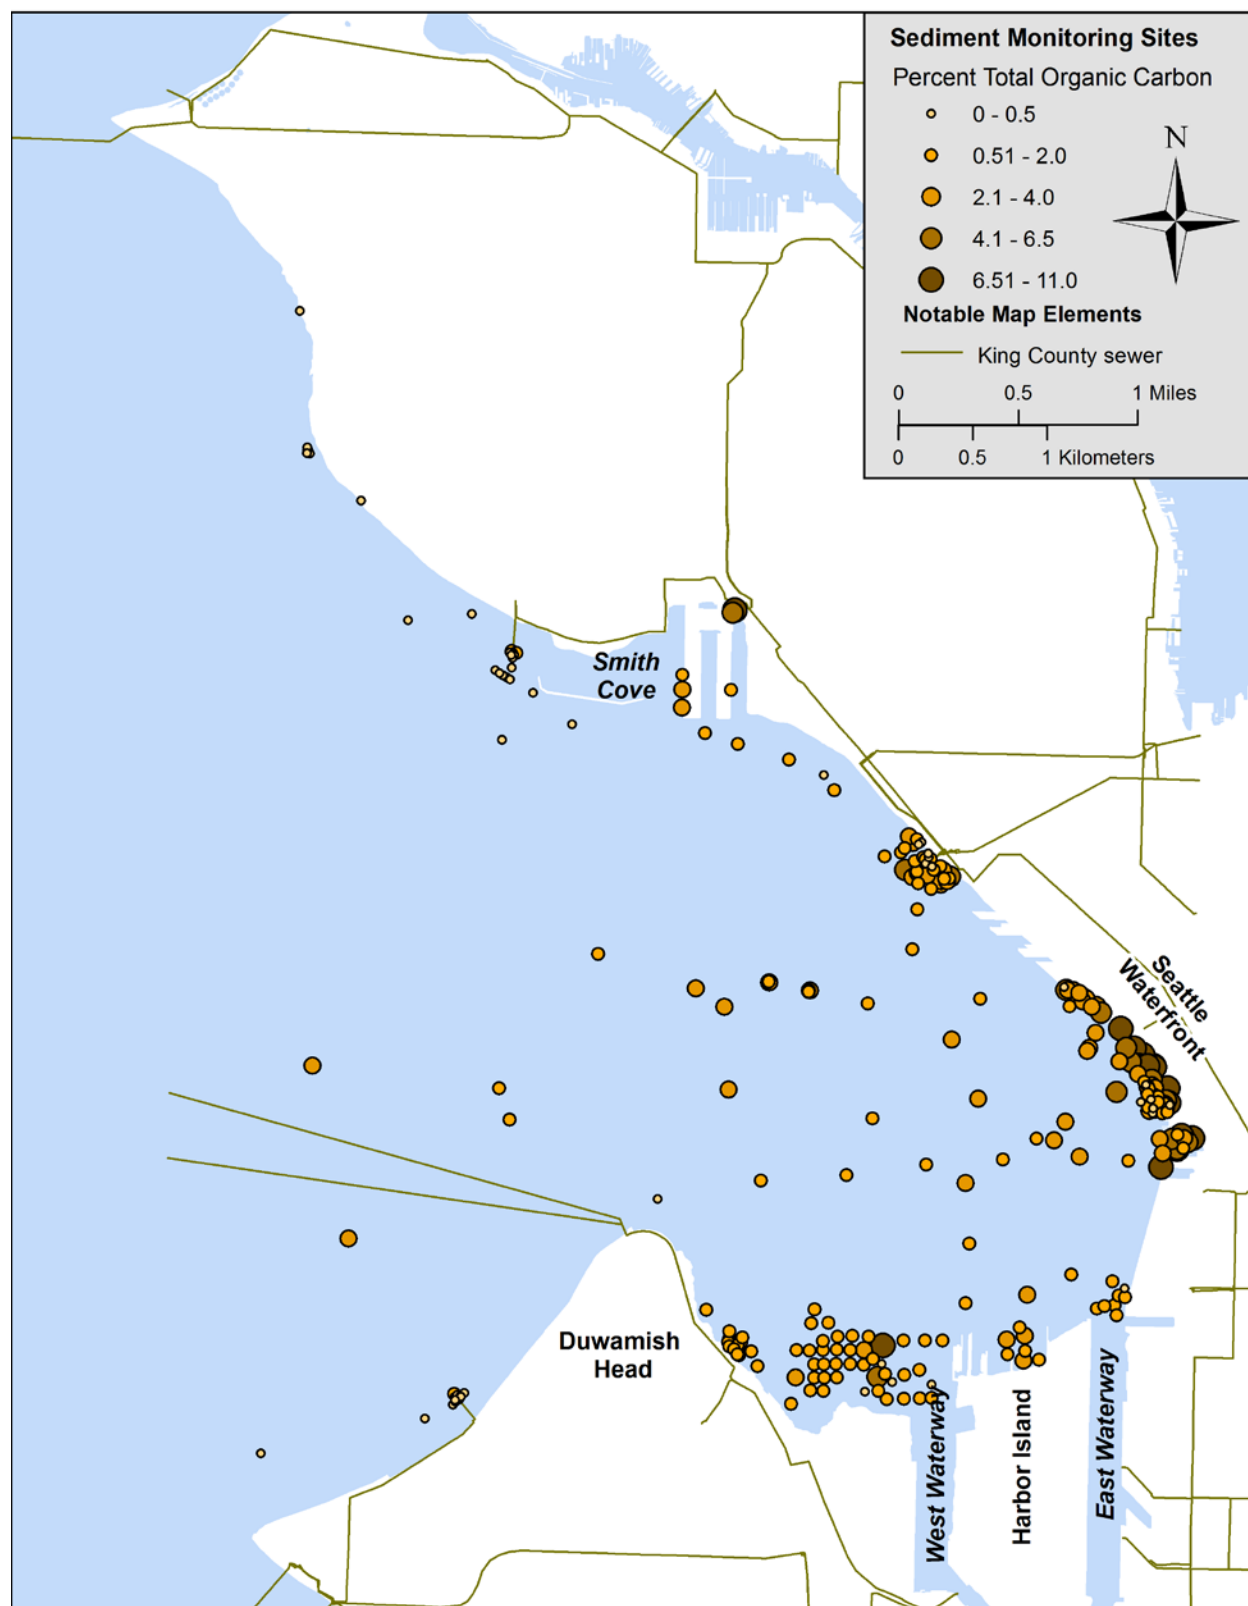 Sediment Monitoring Sites
Percent Total Organic Carbon
0 - 0.5
0.51 - 2.0
2.1 - 4.0
4.1 - 6.5
6.51 - 11.0
N
Notable Map Elements
King County sewer
0 0.5 1 Miles
0 0.5 1 Kilometers
Smith
Cove
Seattle
Waterfront
Duwamish
Head
West Waterway
Harbor Island
East Waterway